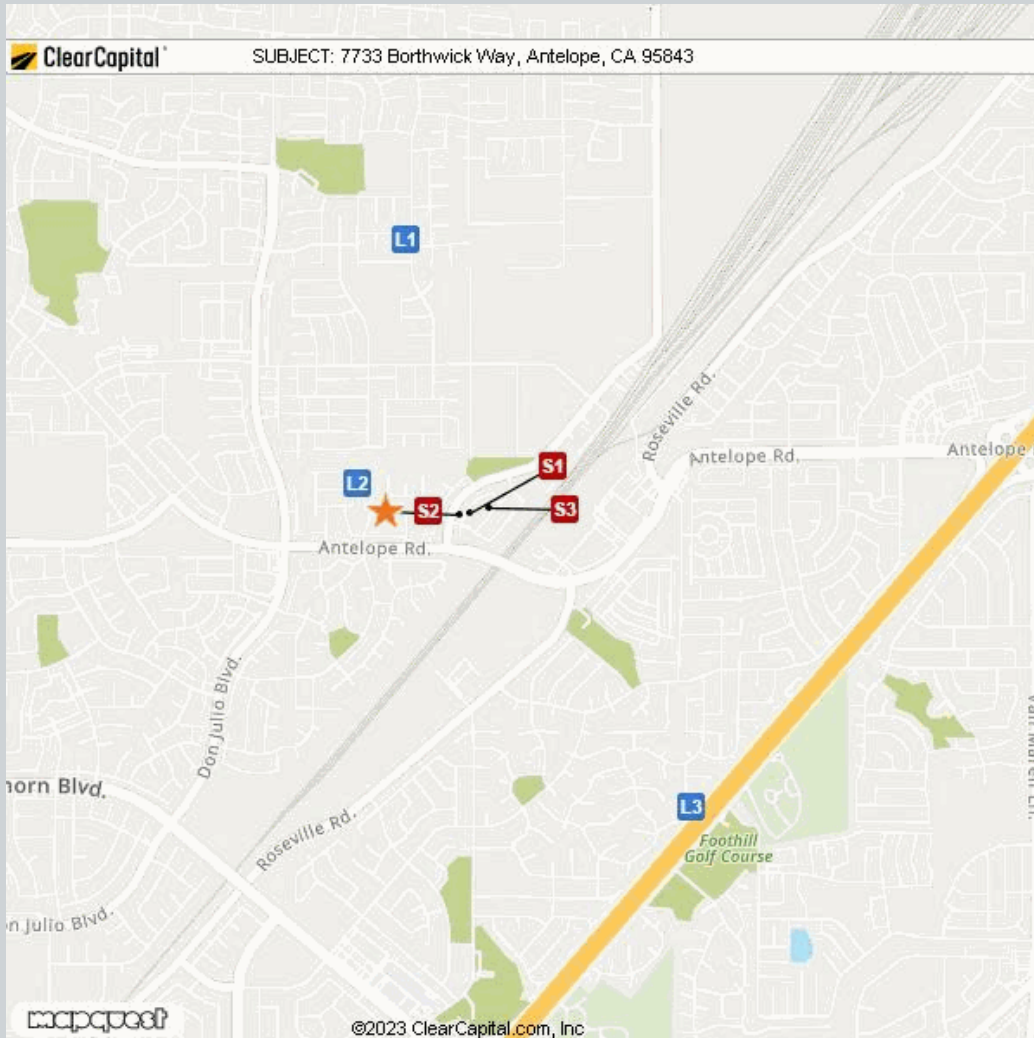 ClearCapital
SUBJECT: 7733 Borthwick Way, Antelope, CA 95843
L1
Roseville Rd.
Antelope
Antelope Rd.
S1
L2
S2
S3
Antelope Rd.
Don Julio Blvd.
horn Blvd.
L3
Roseville Rd.
Foothill
Golf Course
n Julio Blvd.
mapquest
©2023 ClearCapital.com, Inc